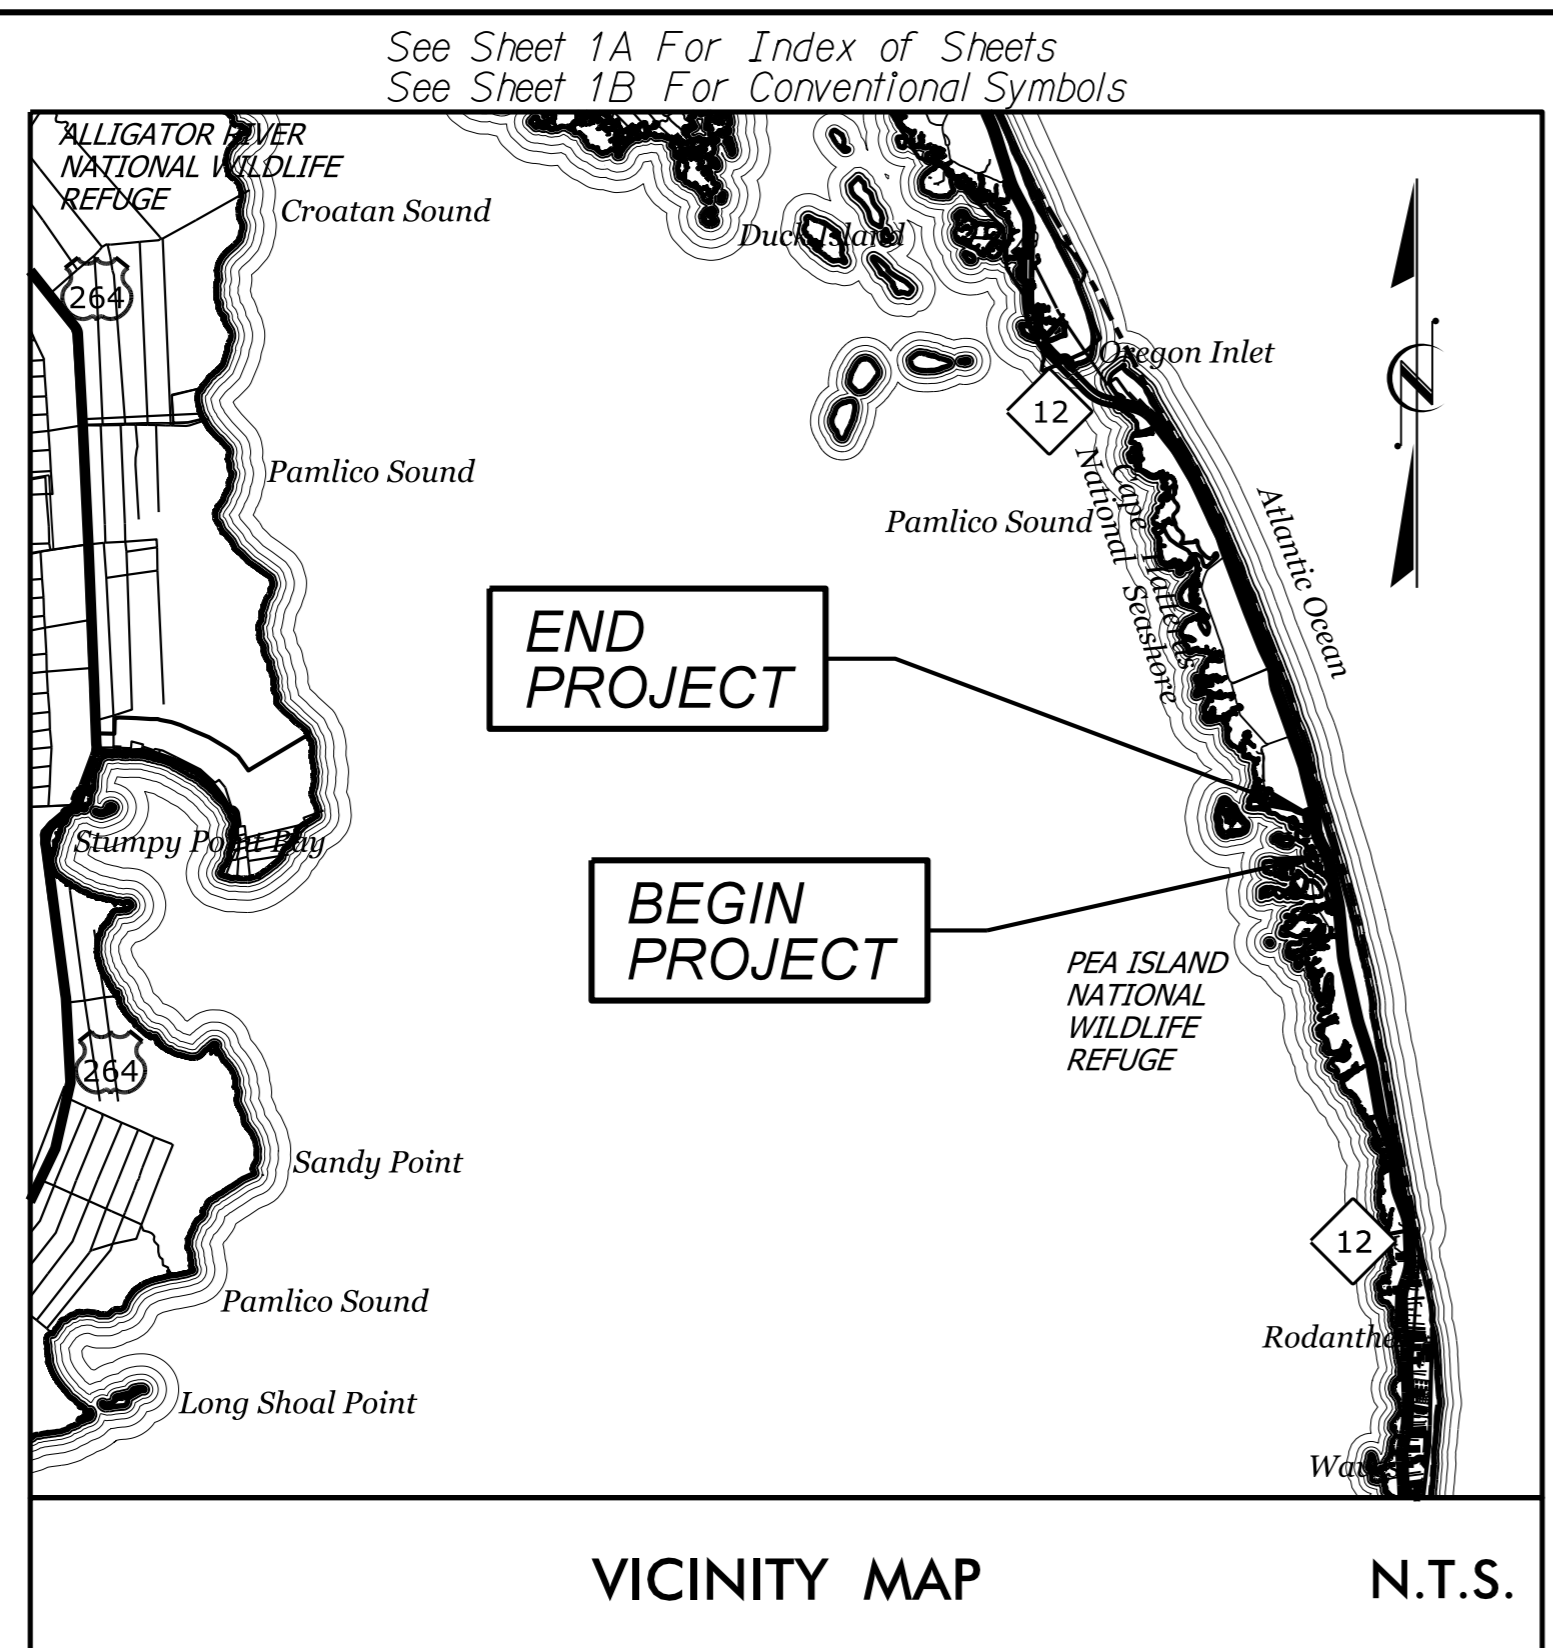 See Sheet 1A For Index of Sheets
See Sheet 1B For Conventional Symbols
ALLIGATOR RIVER
NATIONAL WILDLIFE
REFUGE
Croatan Sound
Duck Island
264
Oregon Inlet
12
N
Pamlico Sound
Pamlico Sound
Cape Hatteras
National Seashore
Atlantic Ocean
END
PROJECT
Stumpy Point Bay
BEGIN
PROJECT
PEA ISLAND
NATIONAL
WILDLIFE
REFUGE
264
Sandy Point
12
Pamlico Sound
Rodanthe
Long Shoal Point
Waves
VICINITY MAP
N.T.S.